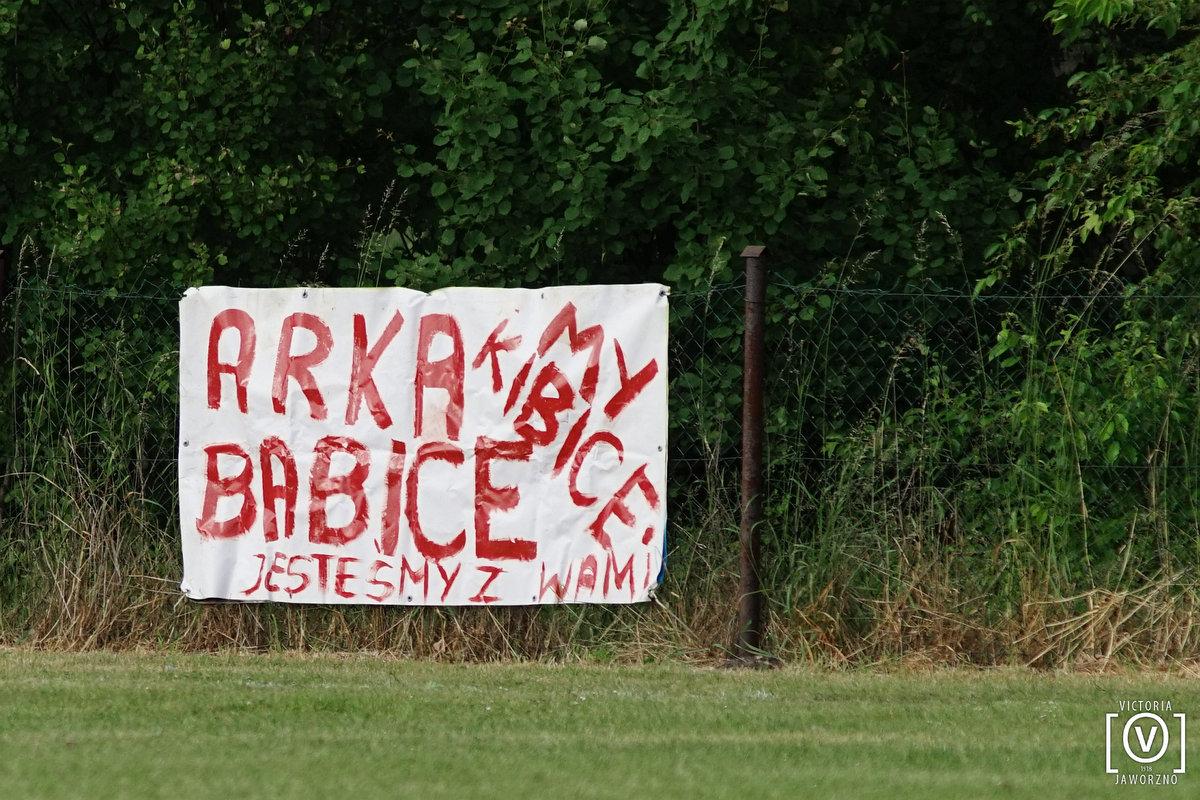 ARKA
BABICE
MY
KIBICE!
JESTEŚMY Z WAMI!
VICTORIA
V
1918
JAWORZNO